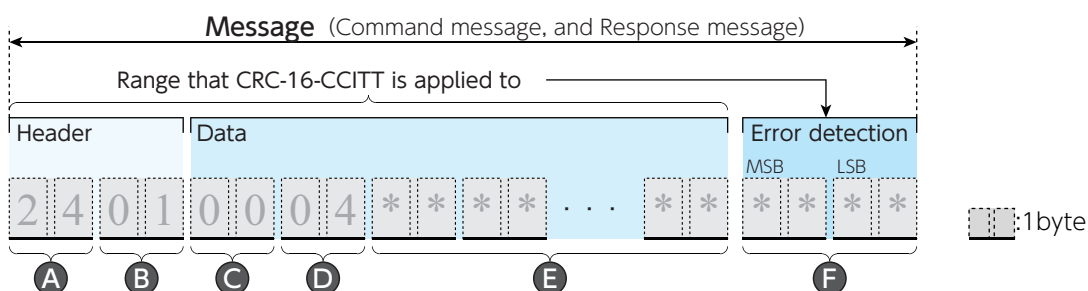 Message (Command message, and Response message)
Range that CRC-16-CCITT is applied to
Header Data Error detection
MSB LSB
2 4 0 1 0 0 0 4 * * * * . . . * * * * * * :1byte
A B C D E F